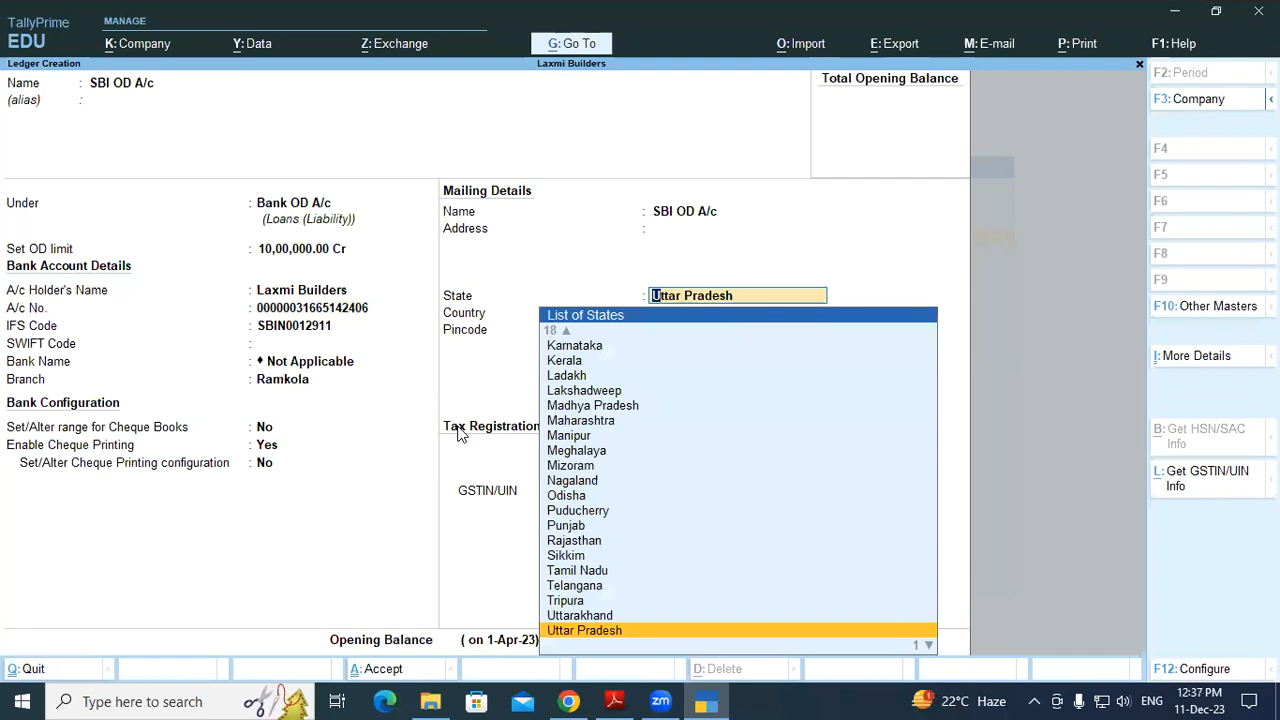 TallyPrime
EDU
MANAGE
K: Company
Y: Data
Z: Exchange
G: Go To
O: Import
E: Export
M: E-mail
P: Print
F1: Help
Ledger Creation
Laxmi Builders
Name : SBI OD A/c
(alias) :
Total Opening Balance
Under : Bank OD A/c
(Loans (Liability))
Set OD limit : 10,00,000.00 Cr
Bank Account Details
A/c Holder's Name : Laxmi Builders
A/c No. : 00000031665142406
IFS Code : SBIN0012911
SWIFT Code :
Bank Name : ♦ Not Applicable
Branch : Ramkola
Bank Configuration
Set/Alter range for Cheque Books : No
Enable Cheque Printing : Yes
Set/Alter Cheque Printing configuration : No
Mailing Details
Name : SBI OD A/c
Address :
State : Uttar Pradesh
Country
Pincode
Tax Registration
GSTIN/UIN
List of States
18 ▲
Karnataka
Kerala
Ladakh
Lakshadweep
Madhya Pradesh
Maharashtra
Manipur
Meghalaya
Mizoram
Nagaland
Odisha
Puducherry
Punjab
Rajasthan
Sikkim
Tamil Nadu
Telangana
Tripura
Uttarakhand
Uttar Pradesh
1 ▼
Opening Balance ( on 1-Apr-23)
F2: Period
F3: Company
F4
F5
F6
F7
F8
F9
F10: Other Masters
I: More Details
B: Get HSN/SAC
Info
L: Get GSTIN/UIN
Info
Q: Quit
A: Accept
D: Delete
F12: Configure
Type here to search
22°C Haze
ENG
12:37 PM
11-Dec-23